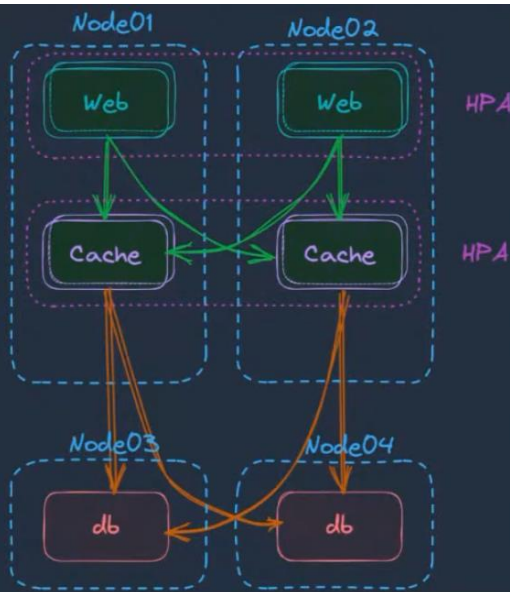 Node01
Node02
Web
Web
HPA
Cache
Cache
HPA
Node03
Node04
db
db